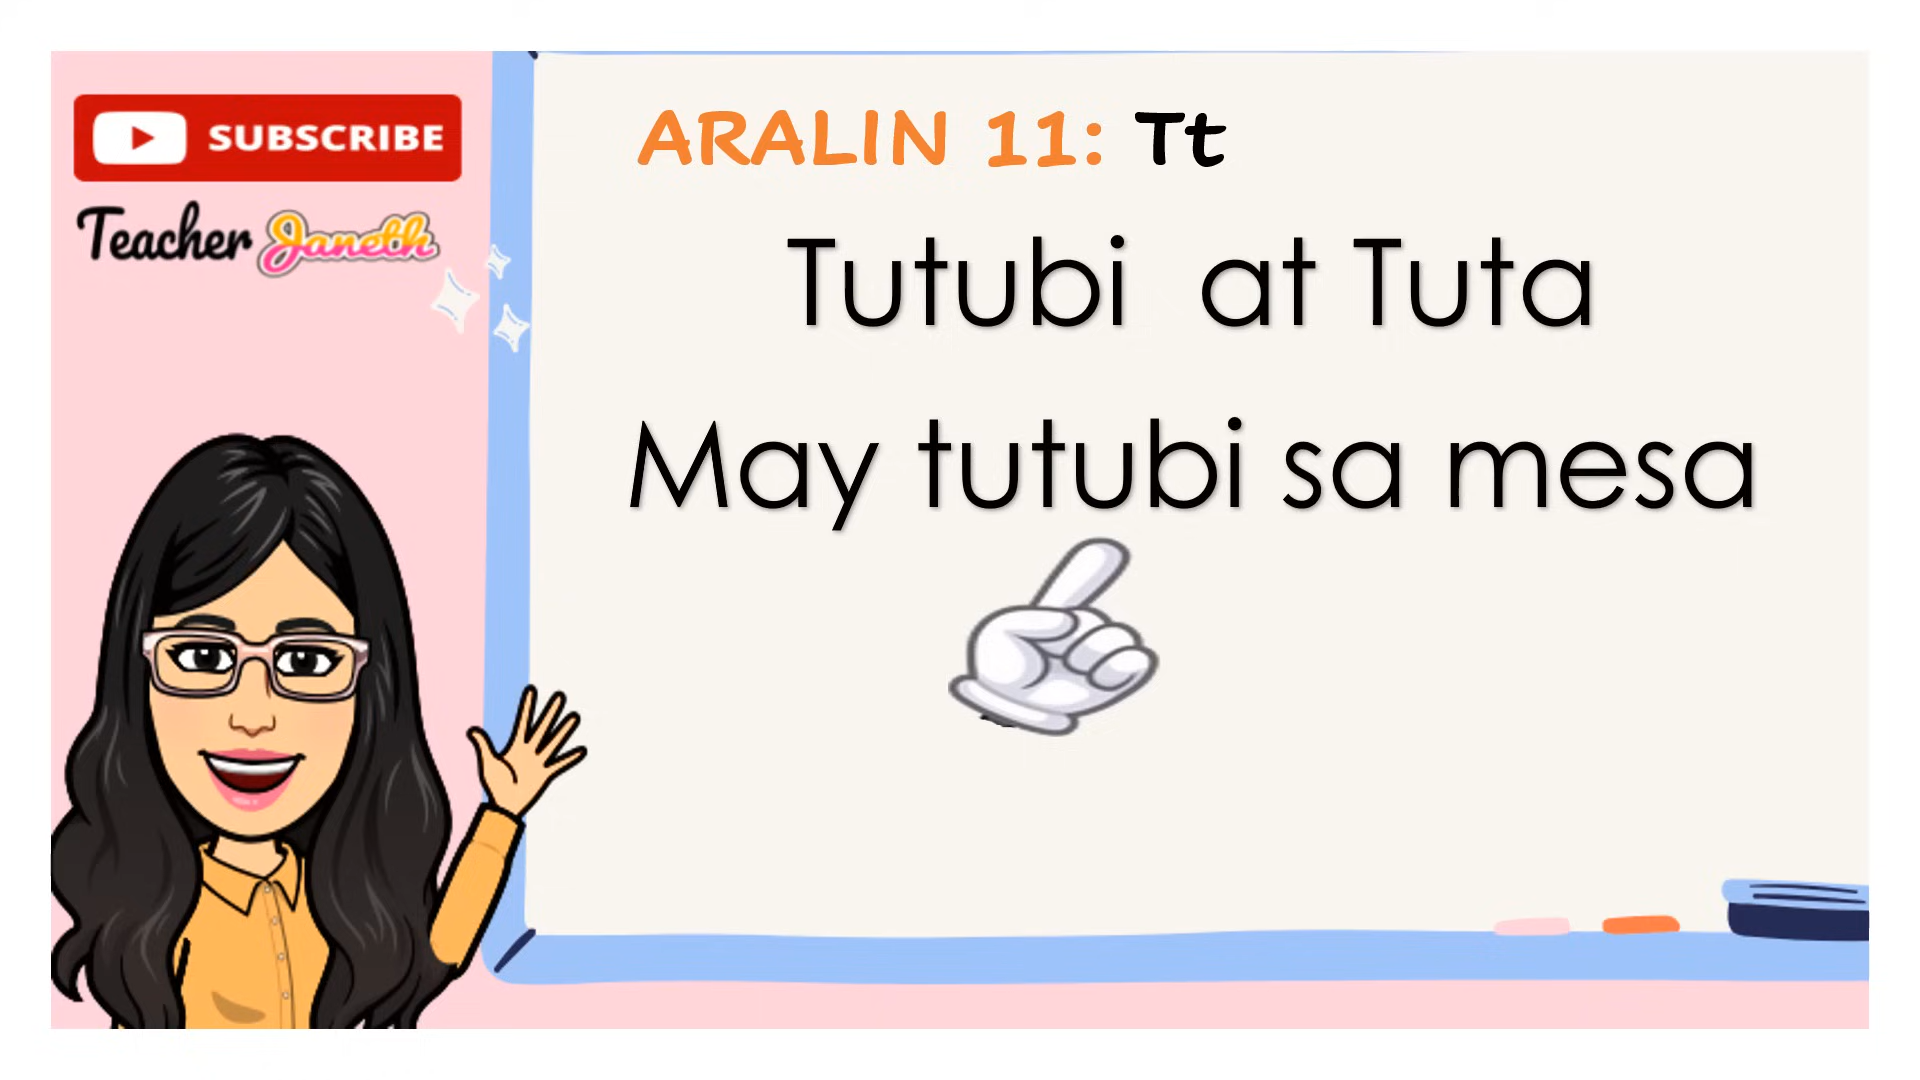 SUBSCRIBE
Teacher Janeth
ARALIN 11: Tt
Tutubi at Tuta
May tutubi sa mesa